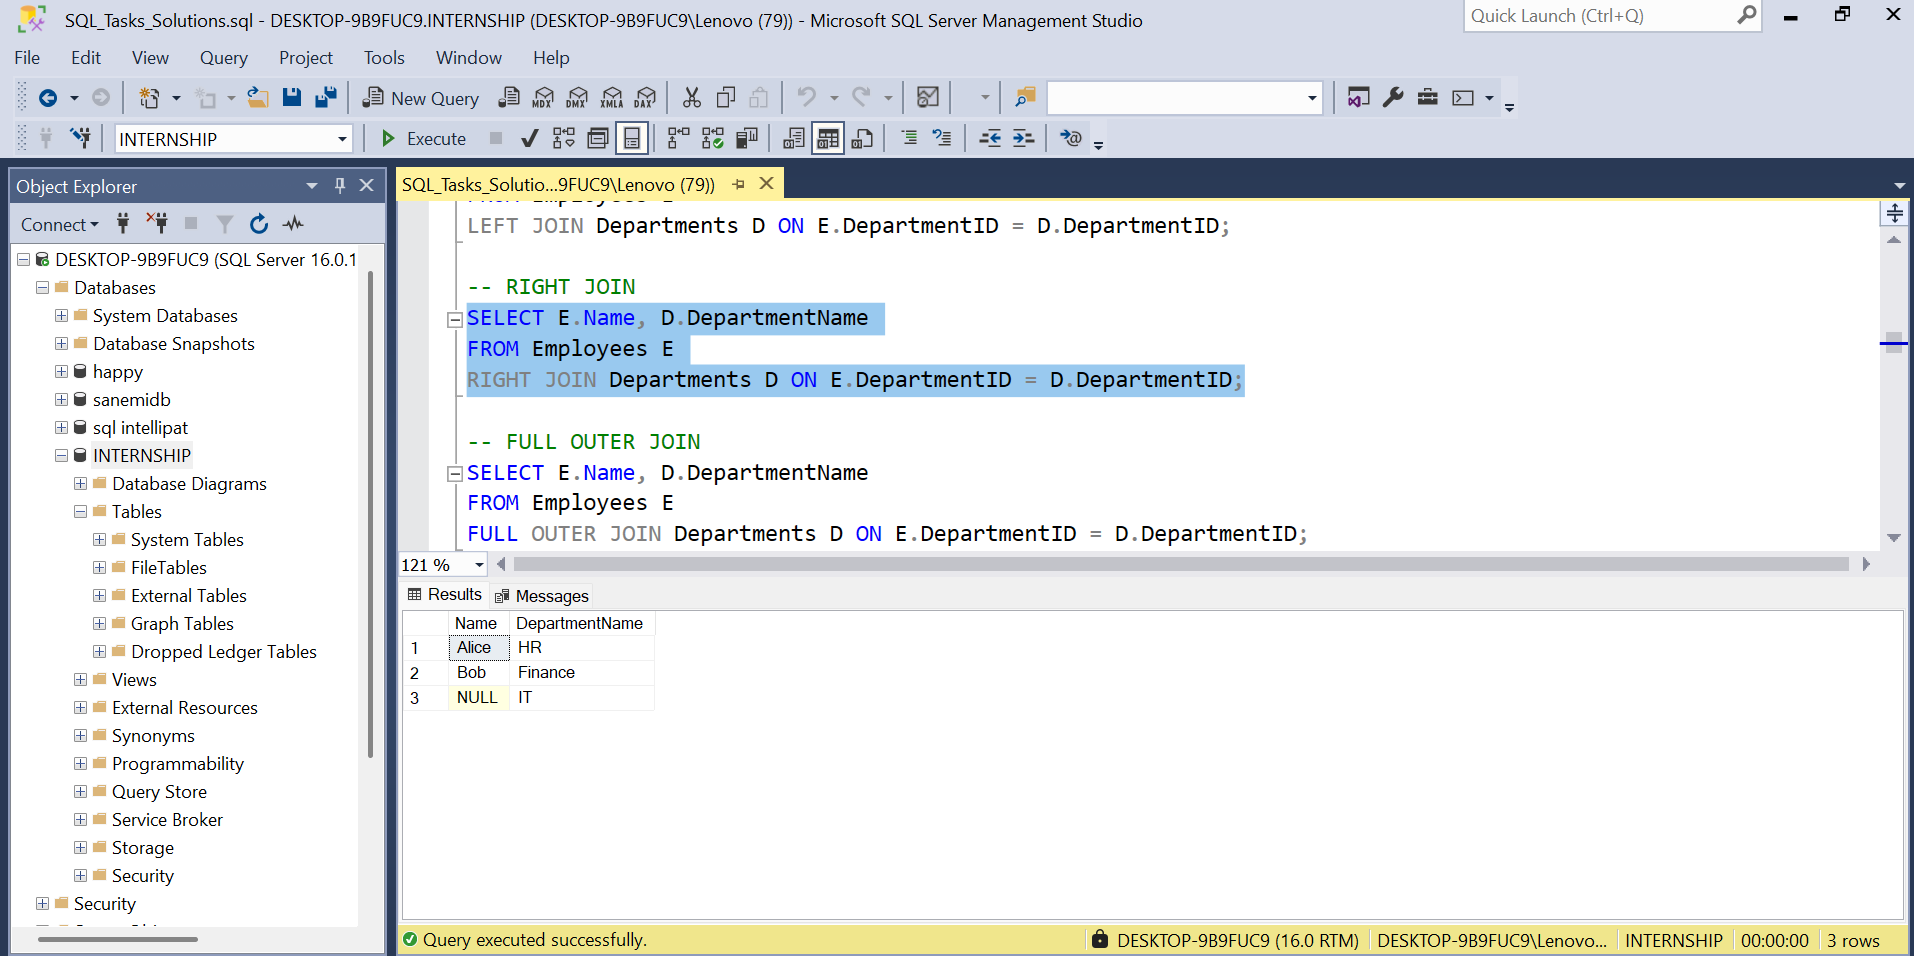 SQL_Tasks_Solutions.sql - DESKTOP-9B9FUC9.INTERNSHIP (DESKTOP-9B9FUC9\Lenovo (79)) - Microsoft SQL Server Management Studio
Quick Launch (Ctrl+Q)
File Edit View Query Project Tools Window Help
New Query MDX DMX XMLA DAX
INTERNSHIP Execute
Object Explorer
Connect
DESKTOP-9B9FUC9 (SQL Server 16.0.1
Databases
System Databases
Database Snapshots
happy
sanemidb
sql intellipat
INTERNSHIP
Database Diagrams
Tables
System Tables
FileTables
External Tables
Graph Tables
Dropped Ledger Tables
Views
External Resources
Synonyms
Programmability
Query Store
Service Broker
Storage
Security
Security
SQL_Tasks_Solutio...9FUC9\Lenovo (79))
FROM Employees E
LEFT JOIN Departments D ON E.DepartmentID = D.DepartmentID;
-- RIGHT JOIN
SELECT E.Name, D.DepartmentName
FROM Employees E
RIGHT JOIN Departments D ON E.DepartmentID = D.DepartmentID;
-- FULL OUTER JOIN
SELECT E.Name, D.DepartmentName
FROM Employees E
FULL OUTER JOIN Departments D ON E.DepartmentID = D.DepartmentID;
121 %
Results Messages
Name DepartmentName
1 Alice HR
2 Bob Finance
3 NULL IT
Query executed successfully.
DESKTOP-9B9FUC9 (16.0 RTM) DESKTOP-9B9FUC9\Lenovo... INTERNSHIP 00:00:00 3 rows